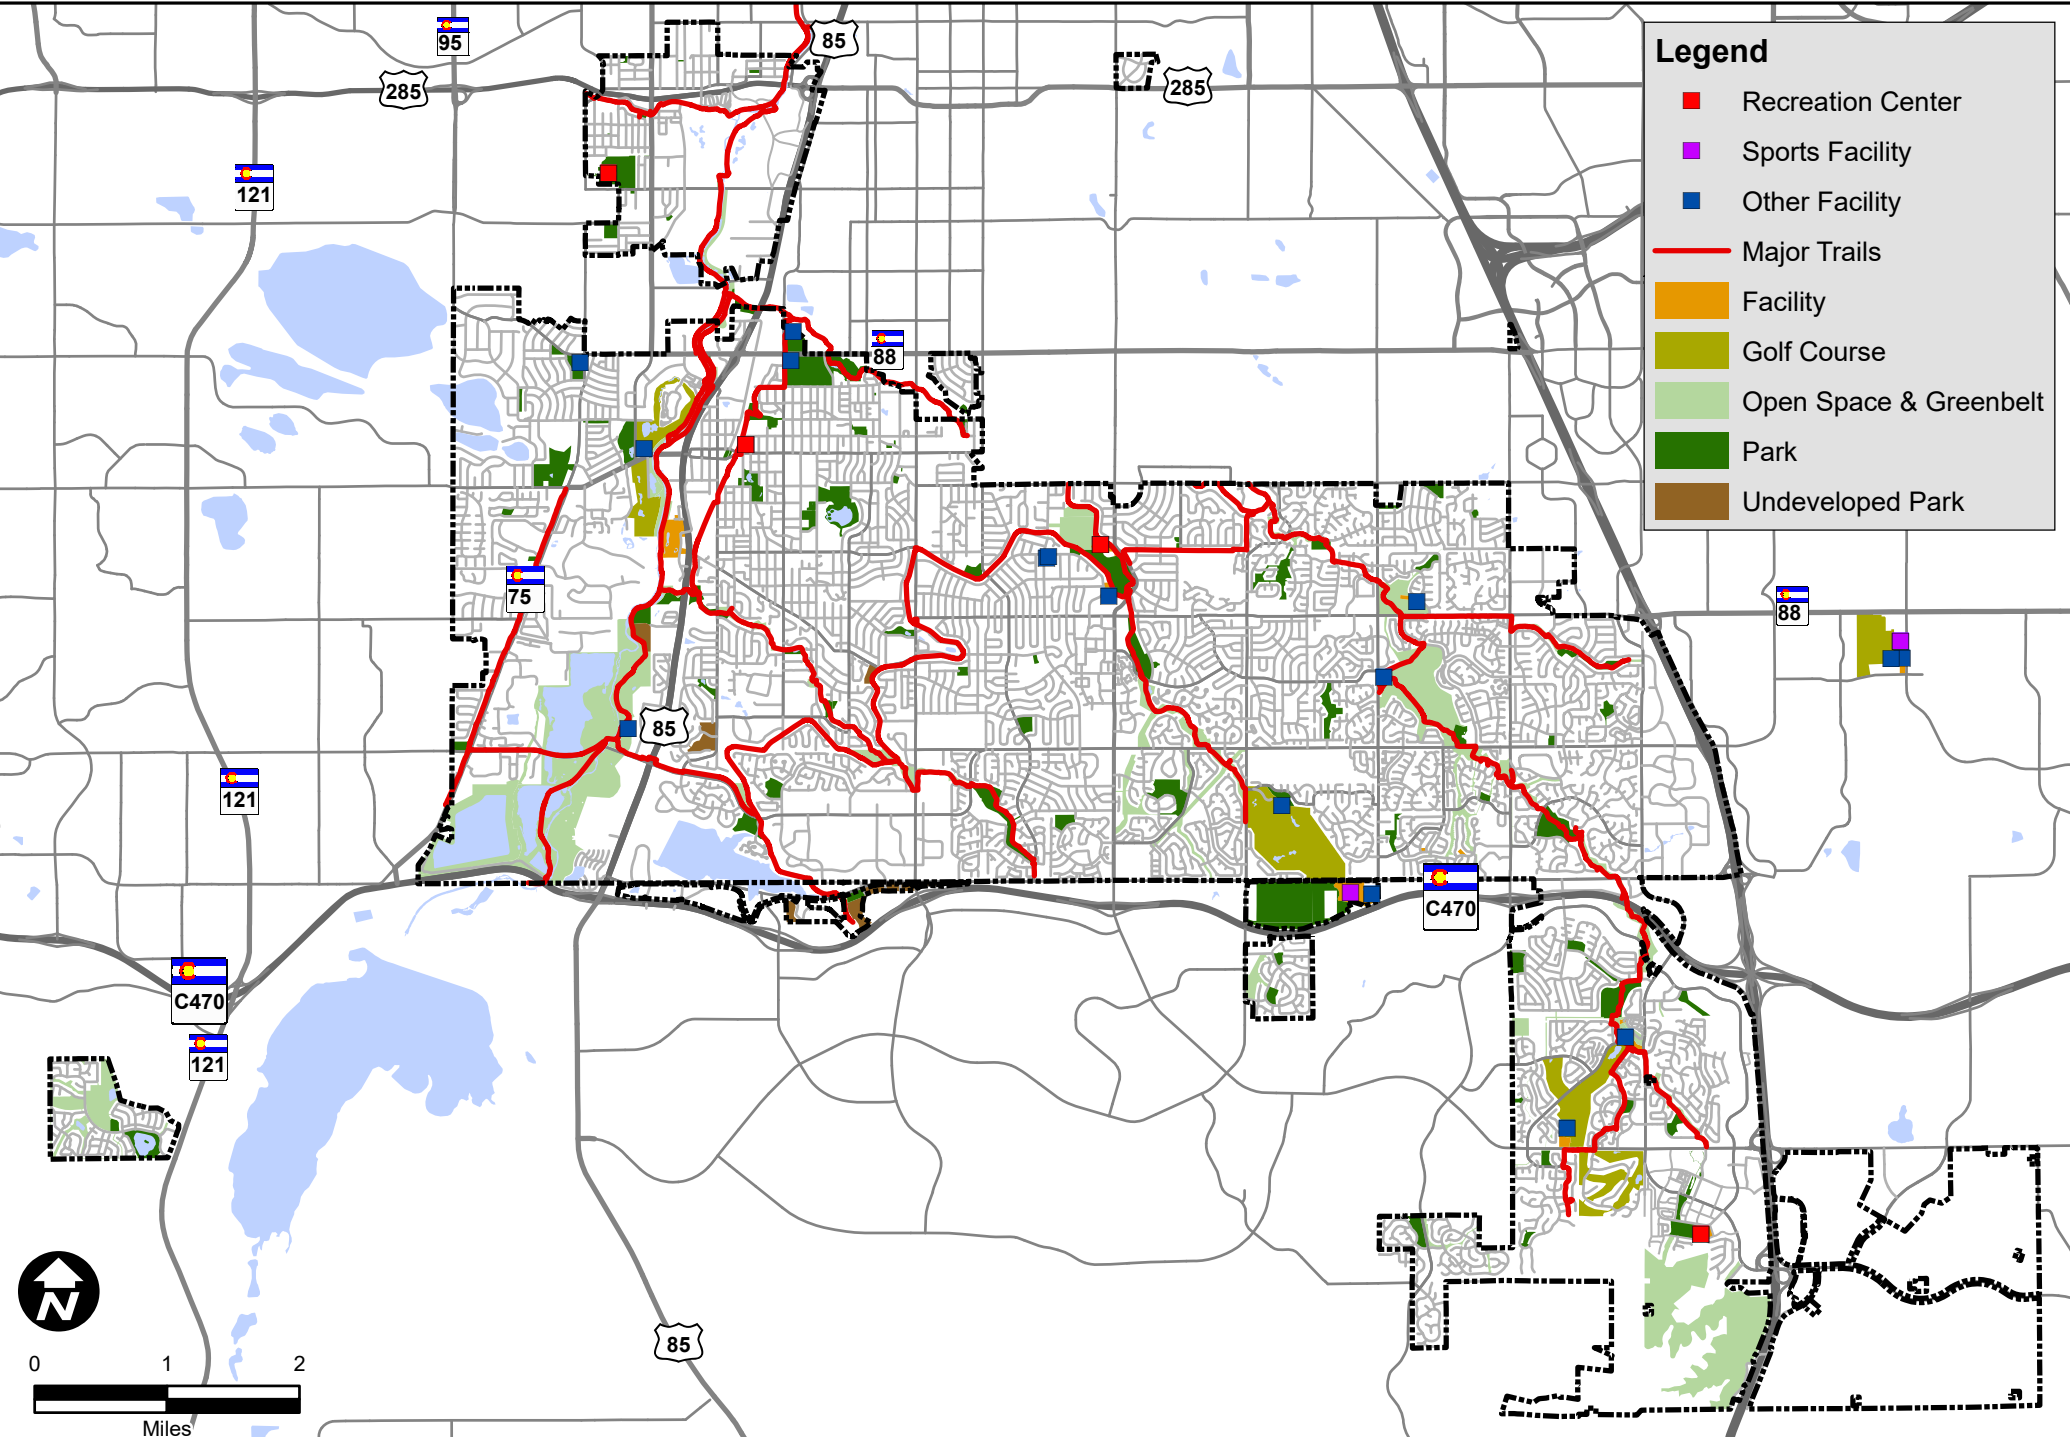 95
85
285
285
121
88
75
88
85
121
C470
C470
121
85
Legend
Recreation Center
Sports Facility
Other Facility
Major Trails
Facility
Golf Course
Open Space & Greenbelt
Park
Undeveloped Park
N
0 1 2
Miles